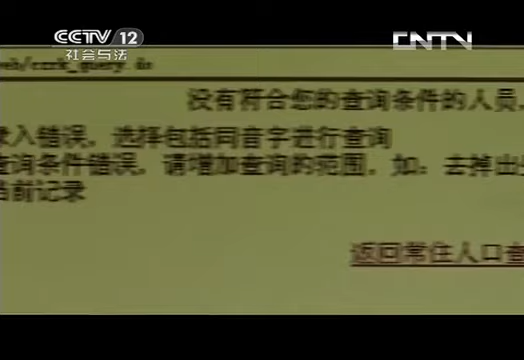 CCTV 12
社会与法
CNTV
czrk_query.do
没有符合您的查询条件的人员
入错误，选择包括同音字进行查询
查询条件错误，请增加查询的范围，如：去掉出
当前记录
返回常住人口查